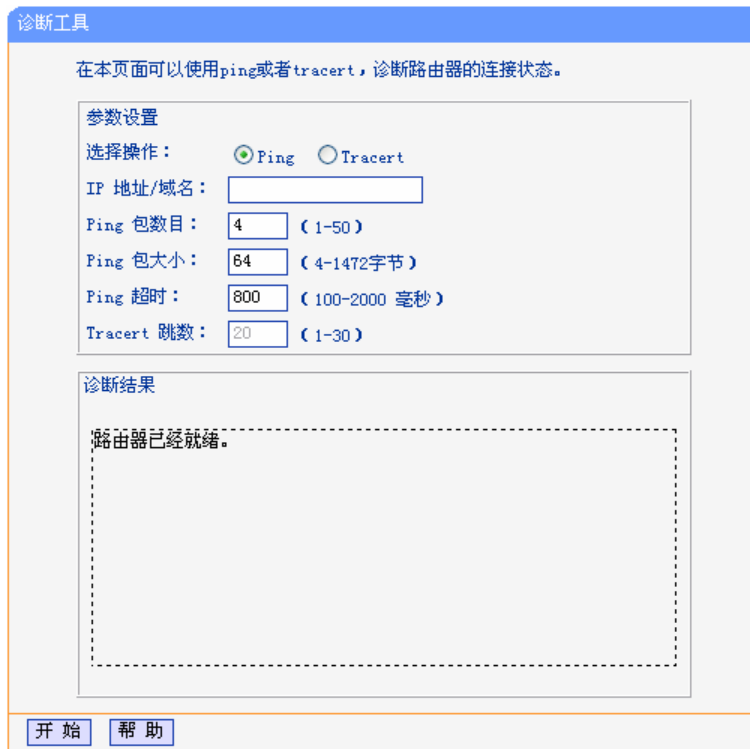 诊断工具
在本页面可以使用ping或者tracert，诊断路由器的连接状态。
参数设置
选择操作： Ping Tracert
IP 地址/域名：
Ping 包数目： 4 （1-50）
Ping 包大小： 64 （4-1472字节）
Ping 超时： 800 （100-2000 毫秒）
Tracert 跳数： 20 （1-30）
诊断结果
路由器已经就绪。
开 始 帮 助